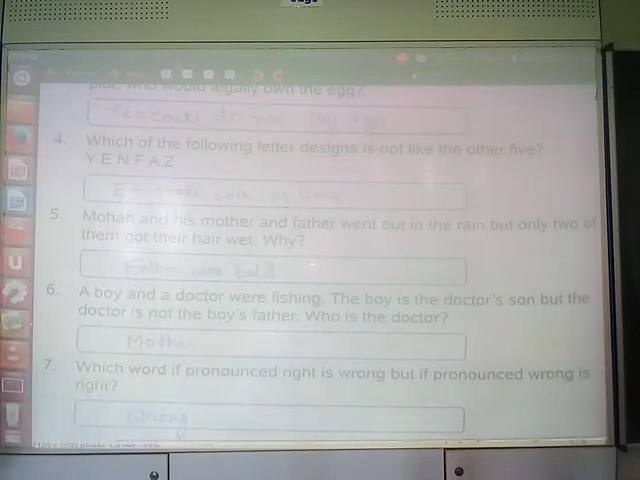 plot, who would legally own the egg?
Peacocks do not lay eggs
4. Which of the following letter designs is not like the other five?
Y E N F A Z
E
5. Mohan and his mother and father went out in the rain but only two of
them got their hair wet. Why?
Father was bald
6. A boy and a doctor were fishing. The boy is the doctor's son but the
doctor is not the boy's father. Who is the doctor?
Mother
7. Which word if pronounced right is wrong but if pronounced wrong is
right?
Wrong